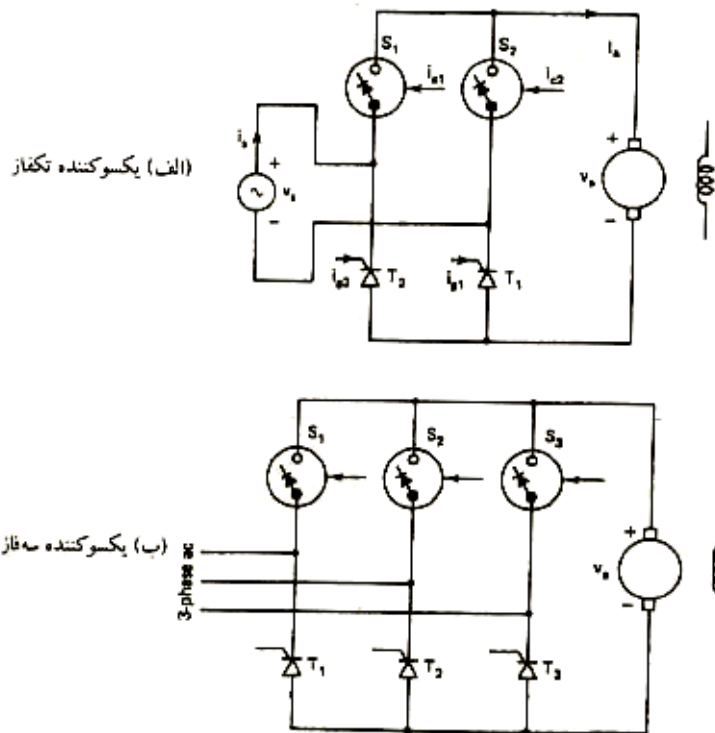 S1
S2
ia
ic1
ic2
is
+
vs
−
+
va
−
(الف) یکسوکننده تکفاز
ig2
T2
ig1
T1
S1
S2
S3
(ب) یکسوکننده سه‌فاز
3-phase ac
+
va
−
T1
T2
T3